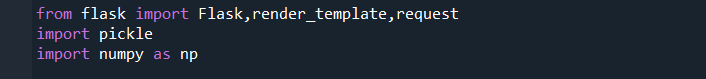 from flask import Flask,render_template,request
import pickle
import numpy as np